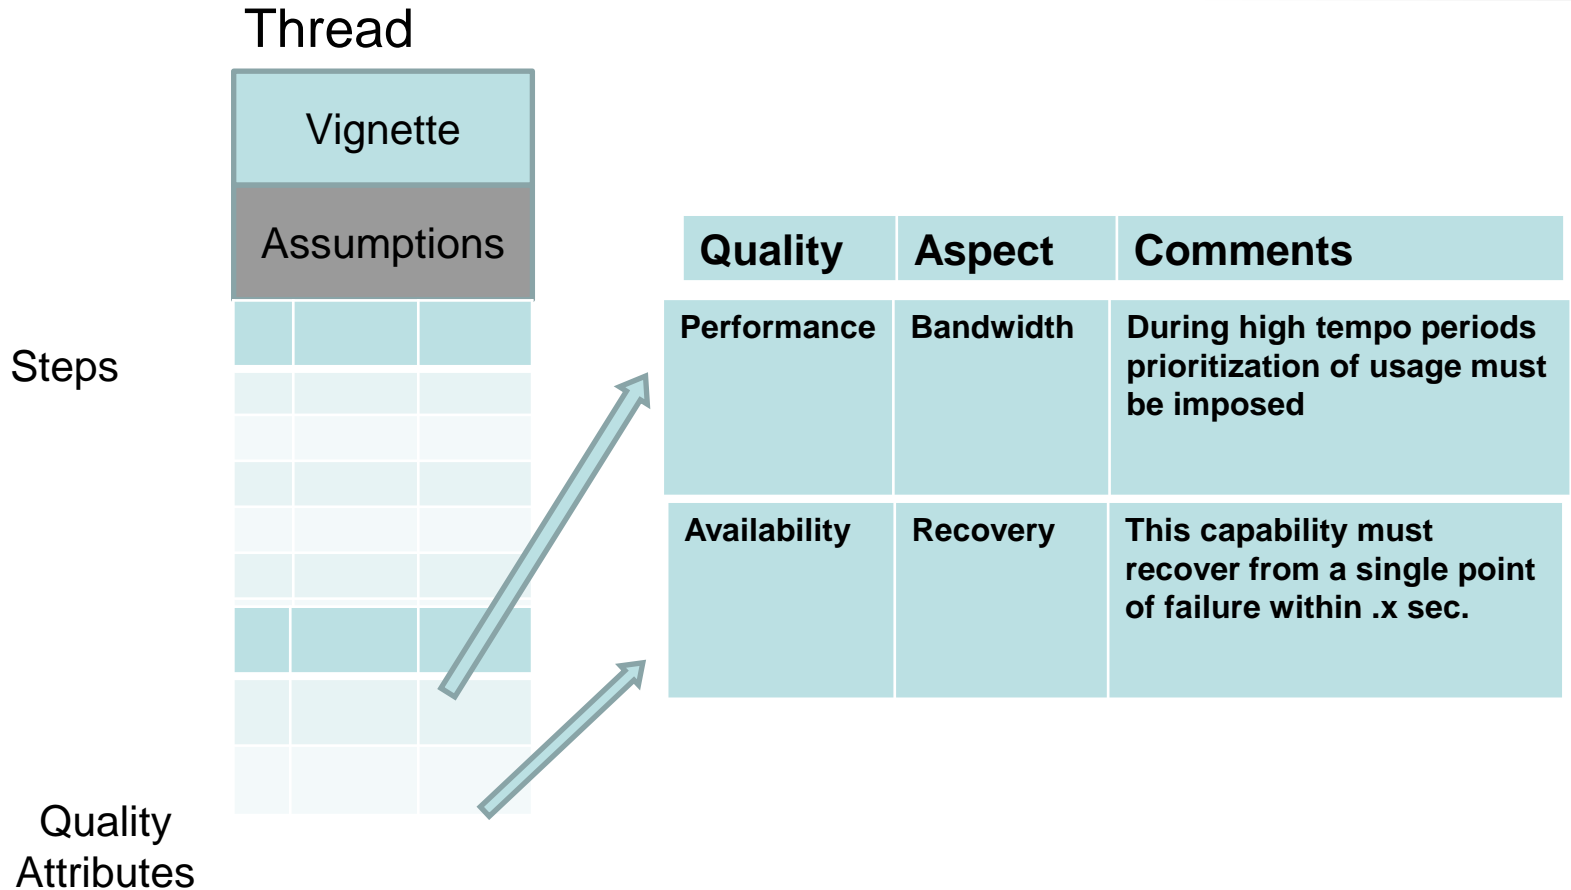 Thread
Vignette
Assumptions
Steps
Quality
Attributes
Quality Aspect Comments
Performance Bandwidth During high tempo periods
prioritization of usage must
be imposed
Availability Recovery This capability must
recover from a single point
of failure within .x sec.